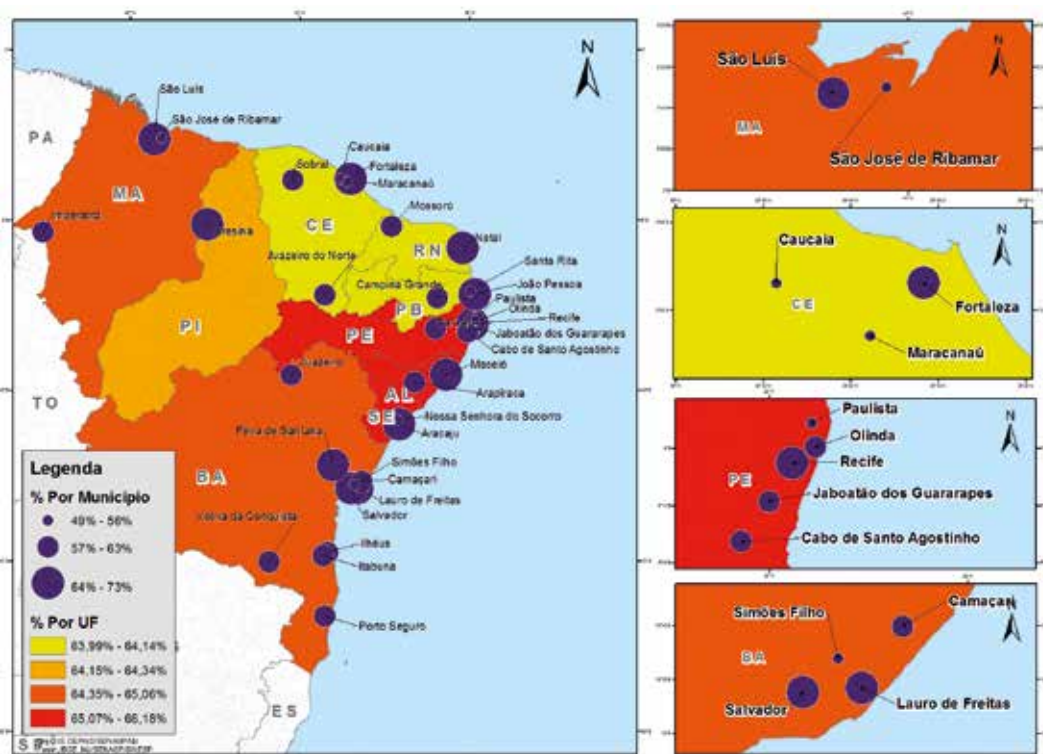 N
São Luís
São José de Ribamar
PA
Caucaia
Fortaleza
Maracanaú
Sobral
MA
Mossoró
CE
RN
Natal
Juazeiro do Norte
Santa Rita
João Pessoa
Campina Grande
Paulista
PB
Olinda
Recife
PI
PE
Jaboatão dos Guararapes
Cabo de Santo Agostinho
Maceió
TO
AL
Arapiraca
SE
Nossa Senhora do Socorro
Aracaju
Feira de Santana
BA
Simões Filho
Camaçari
Lauro de Freitas
Salvador
Vitória da Conquista
Ilhéus
Itabuna
Porto Seguro
ES
Legenda
% Por Município
49% - 56%
57% - 63%
64% - 73%
% Por UF
63,99% - 64,14%
64,15% - 64,34%
64,35% - 65,06%
65,07% - 66,18%
São Luís
N
MA
São José de Ribamar
N
Caucaia
CE
Fortaleza
Maracanaú
Paulista
N
Olinda
Recife
PE
Jaboatão dos Guararapes
Cabo de Santo Agostinho
Camaçari
Simões Filho
N
BA
Salvador
Lauro de Freitas